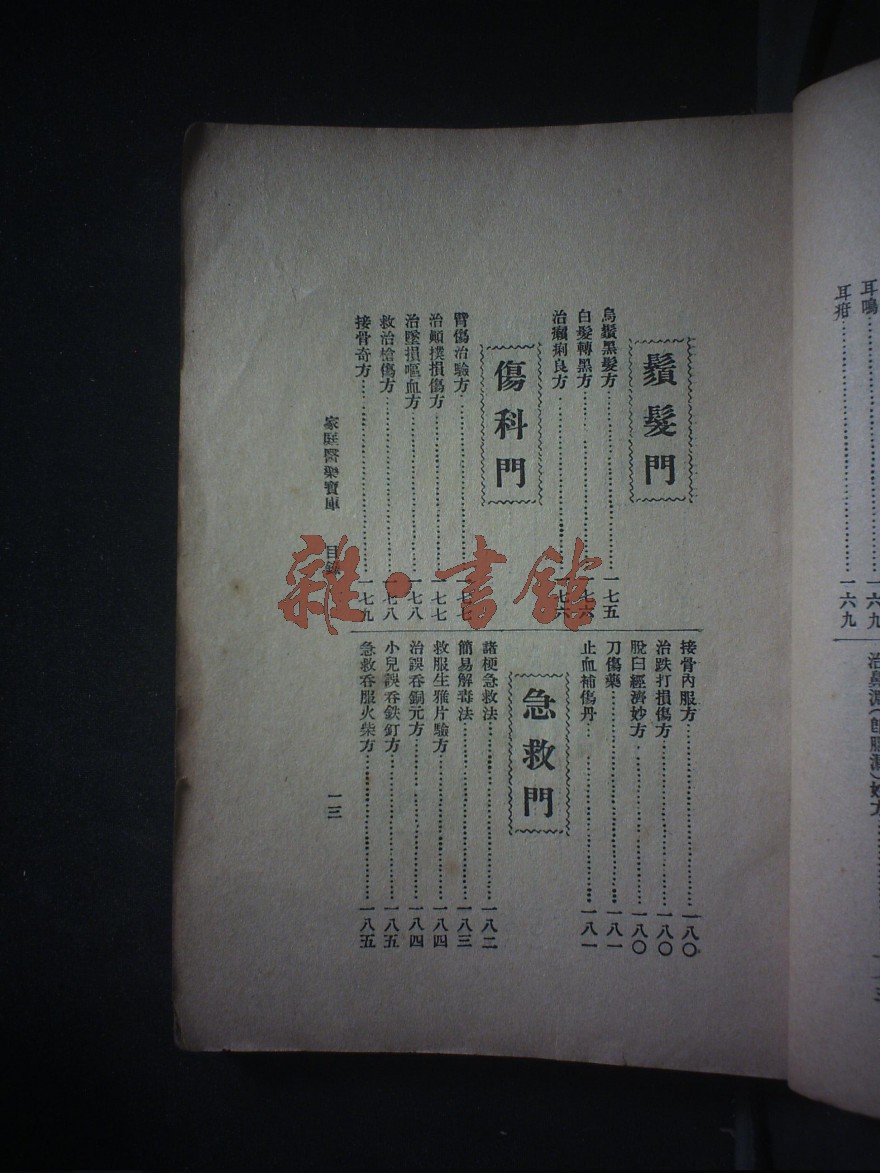 鬚髮門
烏鬚黑髮方⋯⋯一七五
白髮轉黑方⋯⋯一七六
治癩痢良方⋯⋯一七六
傷科門
臂傷治驗方⋯⋯一七七
治顚撲損傷方⋯⋯一七七
治墜損嘔血方⋯⋯一七八
救治槍傷方⋯⋯一七八
接骨奇方⋯⋯一七九
接骨內服方⋯⋯一八〇
治跌打損傷方⋯⋯一八〇
脫臼經濟妙方⋯⋯一八〇
刀傷藥⋯⋯一八一
止血補傷丹⋯⋯一八一
急救門
諸梗急救法⋯⋯一八二
簡易解毒法⋯⋯一八三
救服生雅片驗方⋯⋯一八四
治誤吞銅元方⋯⋯一八四
小兒誤吞鉄釘方⋯⋯一八五
急救吞服火柴方⋯⋯一八五
家庭醫藥寶庫　目錄　一三
耳鳴⋯⋯一六九
耳疳⋯⋯一六九
雜·書館